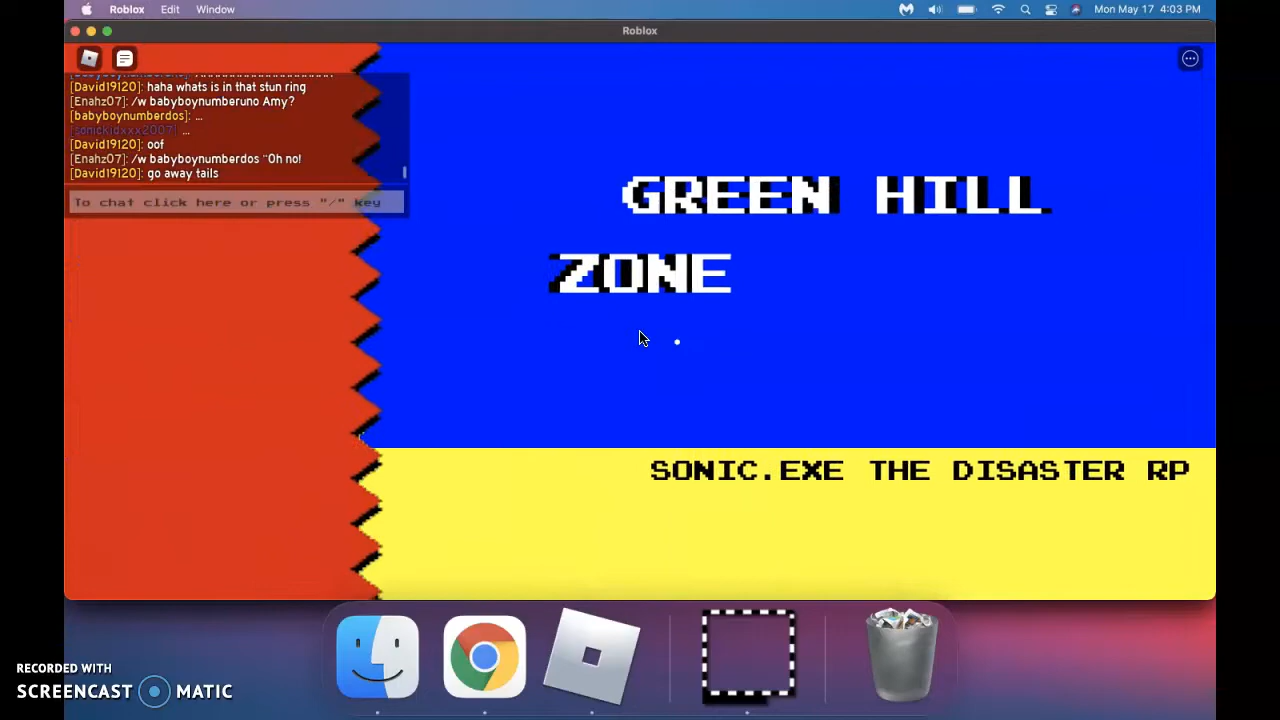 Roblox Edit Window Mon May 17 4:03 PM
Roblox
[David19120]: haha whats is in that stun ring
[Enahz07]: /w babyboynumberuno Amy?
[babyboynumberdos]: ...
[sonickidxxx2007] ...
[David19120]: oof
[Enahz07]: /w babyboynumberdos "Oh no!
[David19120]: go away tails
To chat click here or press "/" key
GREEN HILL
ZONE
SONIC.EXE THE DISASTER RP
RECORDED WITH
SCREENCAST MATIC